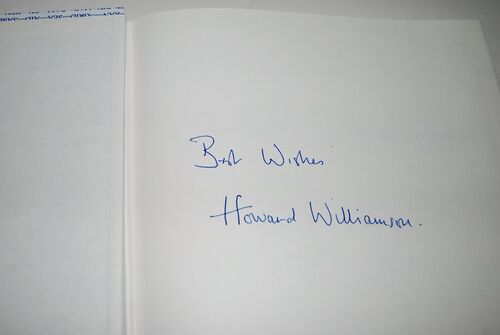 Best Wishes
Howard Williamson.